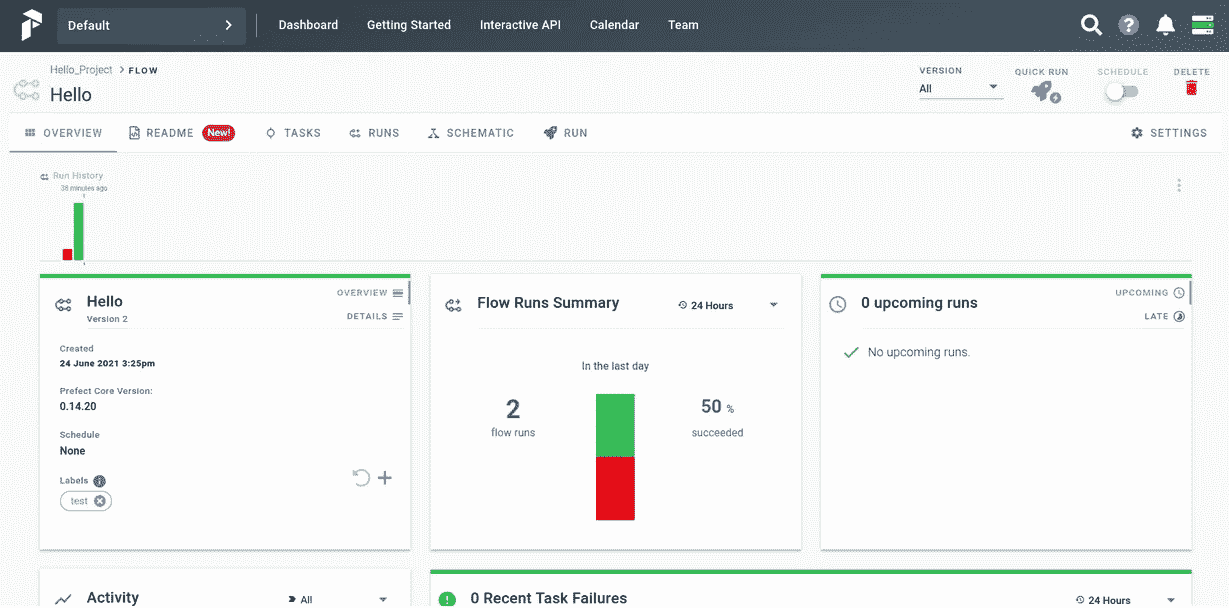 Default
Dashboard
Getting Started
Interactive API
Calendar
Team
Hello_Project > FLOW
Hello
VERSION
All
QUICK RUN
SCHEDULE
DELETE
OVERVIEW
README New!
TASKS
RUNS
SCHEMATIC
RUN
SETTINGS
Run History
38 minutes ago
Hello
Version 2
OVERVIEW
DETAILS
Created
24 June 2021 3:25pm
Prefect Core Version:
0.14.20
Schedule
None
Labels
test
Flow Runs Summary
24 Hours
In the last day
2
flow runs
50 %
succeeded
0 upcoming runs
UPCOMING
LATE
No upcoming runs.
Activity
All
0 Recent Task Failures
24 Hours